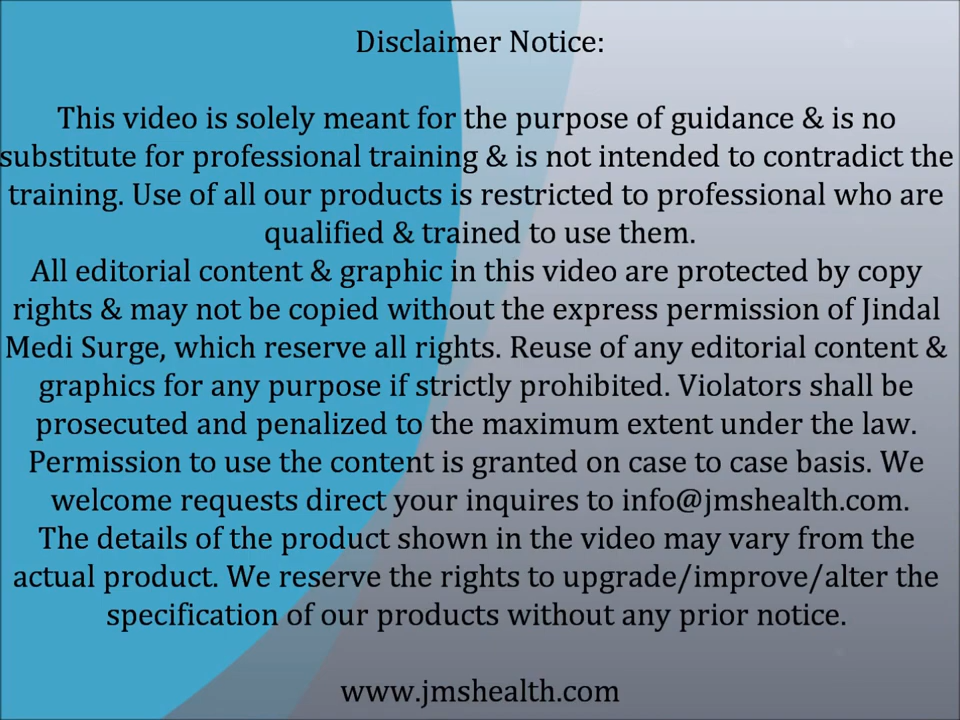 Disclaimer Notice:
This video is solely meant for the purpose of guidance & is no
substitute for professional training & is not intended to contradict the
training. Use of all our products is restricted to professional who are
qualified & trained to use them.
All editorial content & graphic in this video are protected by copy
rights & may not be copied without the express permission of Jindal
Medi Surge, which reserve all rights. Reuse of any editorial content &
graphics for any purpose if strictly prohibited. Violators shall be
prosecuted and penalized to the maximum extent under the law.
Permission to use the content is granted on case to case basis. We
welcome requests direct your inquires to info@jmshealth.com.
The details of the product shown in the video may vary from the
actual product. We reserve the rights to upgrade/improve/alter the
specification of our products without any prior notice.
www.jmshealth.com